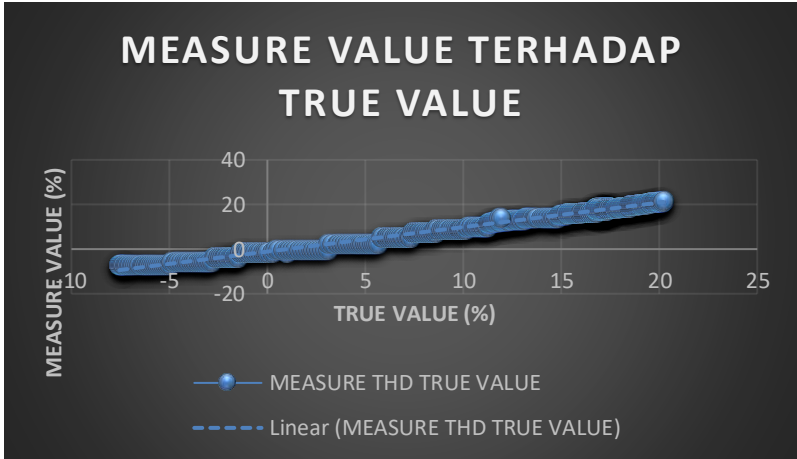 MEASURE VALUE TERHADAP
TRUE VALUE
MEASURE VALUE (%)
40
20
0
-20
-10
-5
0
5
10
15
20
25
TRUE VALUE (%)
MEASURE THD TRUE VALUE
Linear (MEASURE THD TRUE VALUE)